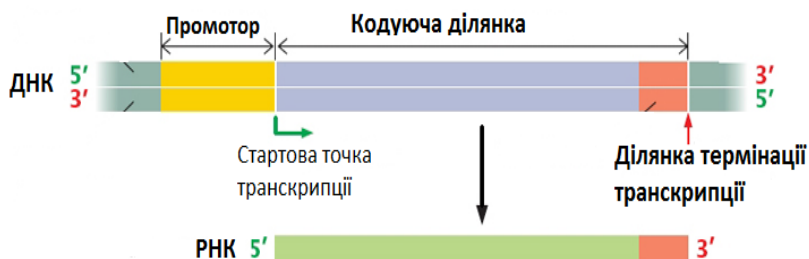 Промотор
Кодуюча ділянка
ДНК 5′ 3′
3′ 5′
Стартова точка
транскрипції
Ділянка термінації
транскрипції
РНК 5′ 3′